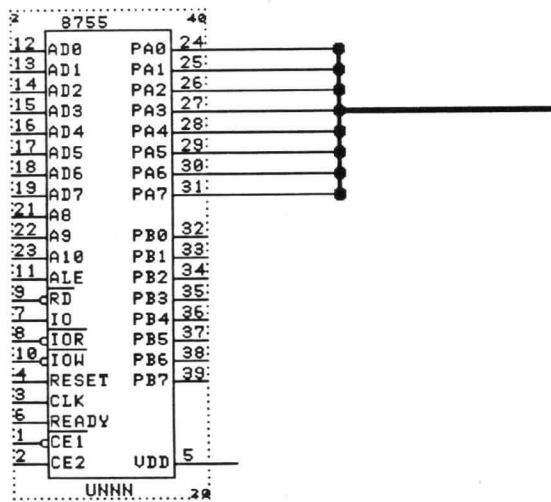 2 8755 40
12 AD0 PA0 24
13 AD1 PA1 25
14 AD2 PA2 26
15 AD3 PA3 27
16 AD4 PA4 28
17 AD5 PA5 29
18 AD6 PA6 30
19 AD7 PA7 31
21 A8
22 A9 PB0 32
23 A10 PB1 33
11 ALE PB2 34
9 RD PB3 35
7 IO PB4 36
8 IOR PB5 37
10 IOW PB6 38
4 RESET PB7 39
3 CLK
6 READY
1 CE1
2 CE2 VDD 5
UNNN 20